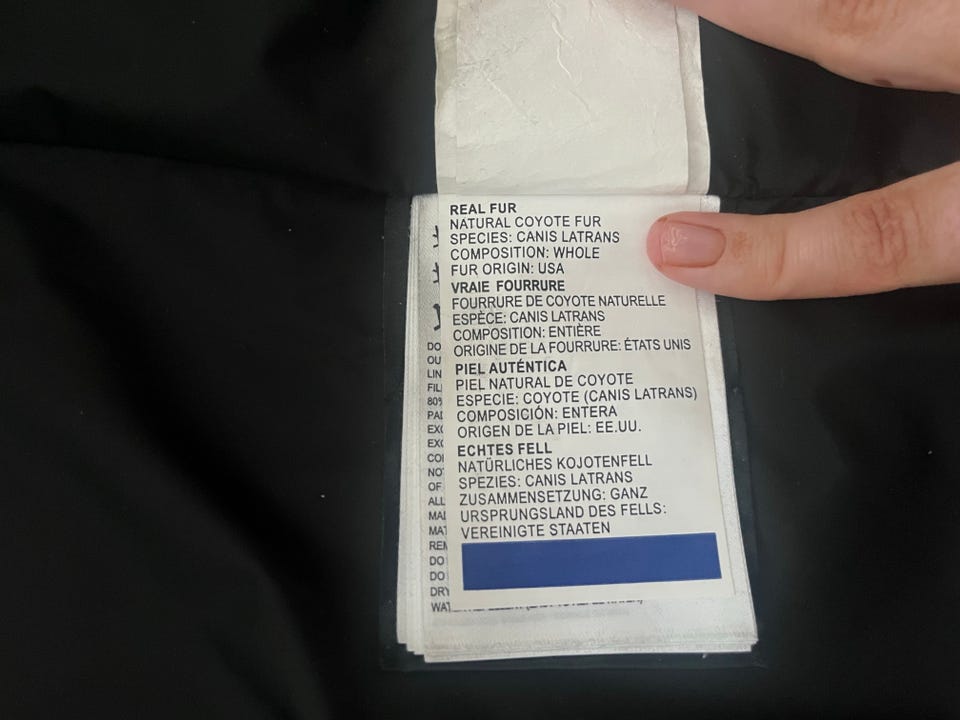 REAL FUR
NATURAL COYOTE FUR
SPECIES: CANIS LATRANS
COMPOSITION: WHOLE
FUR ORIGIN: USA
VRAIE FOURRURE
FOURRURE DE COYOTE NATURELLE
ESPÈCE: CANIS LATRANS
COMPOSITION: ENTIÈRE
ORIGINE DE LA FOURRURE: ÉTATS UNIS
PIEL AUTÉNTICA
PIEL NATURAL DE COYOTE
ESPECIE: COYOTE (CANIS LATRANS)
COMPOSICIÓN: ENTERA
ORIGEN DE LA PIEL: EE.UU.
ECHTES FELL
NATÜRLICHES KOJOTENFELL
SPEZIES: CANIS LATRANS
ZUSAMMENSETZUNG: GANZ
URSPRUNGSLAND DES FELLS:
VEREINIGTE STAATEN